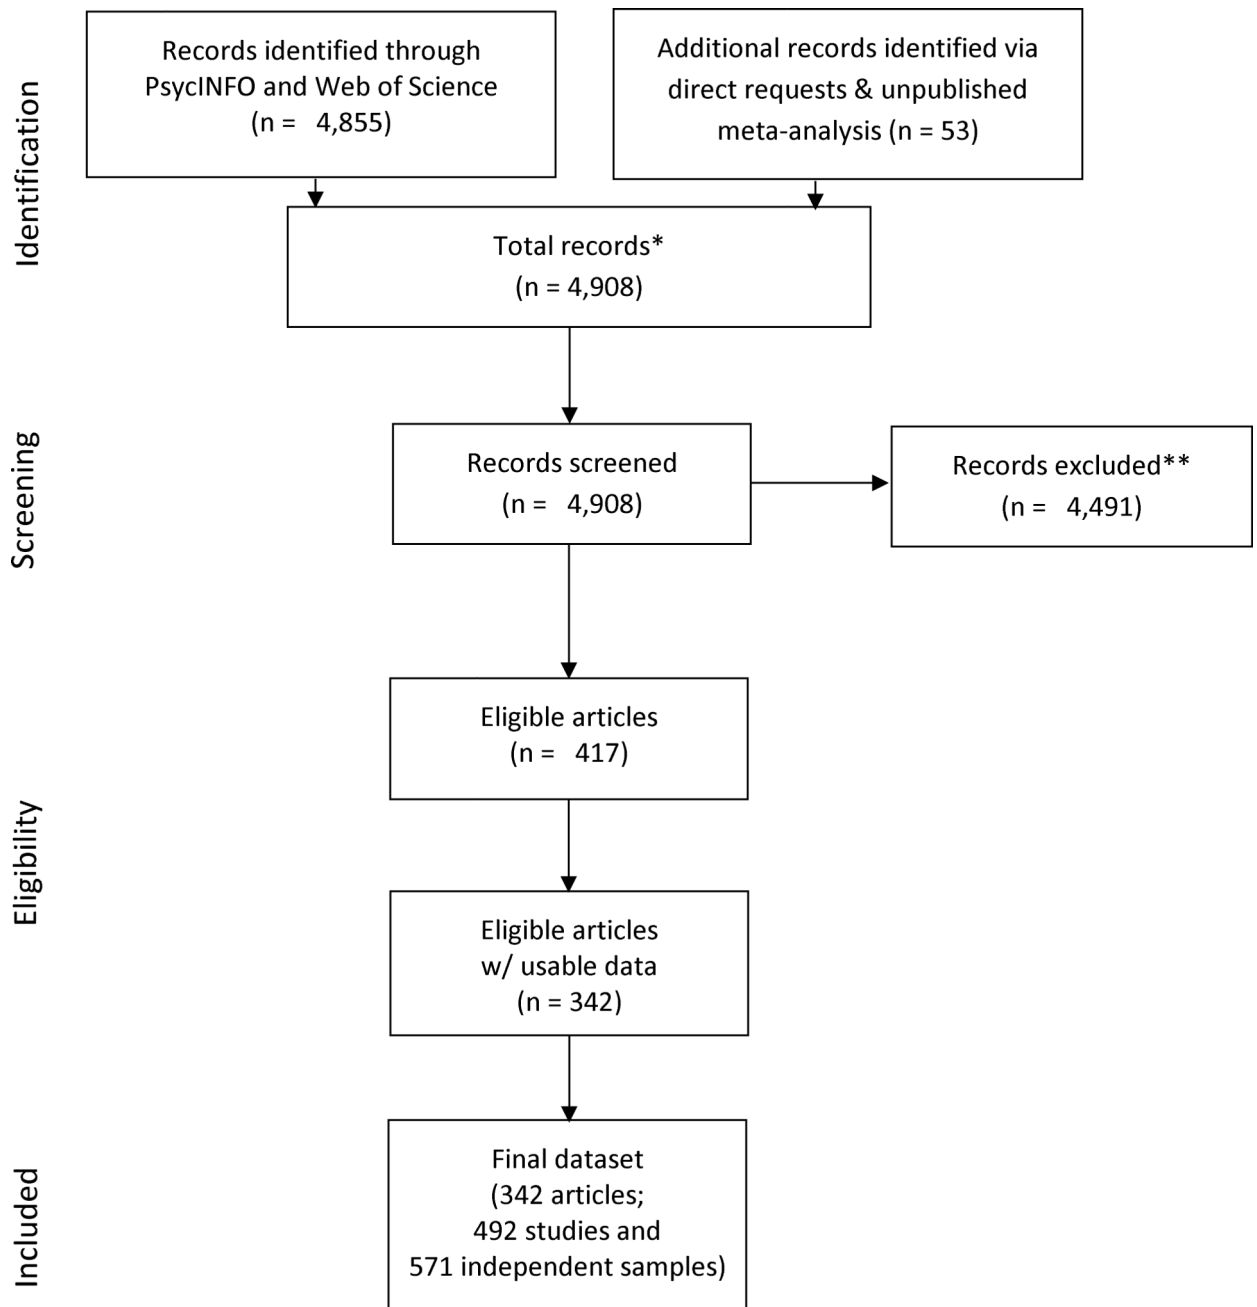 Identification
Records identified through
PsycINFO and Web of Science
(n =   4,855)
Additional records identified via
direct requests & unpublished
meta-analysis (n = 53)
Total records*
(n = 4,908)
Screening
Records screened
(n =   4,908)
Records excluded**
(n =   4,491)
Eligibility
Eligible articles
(n =   417)
Eligible articles
w/ usable data
(n = 342)
Included
Final dataset
(342 articles;
492 studies and
571 independent samples)